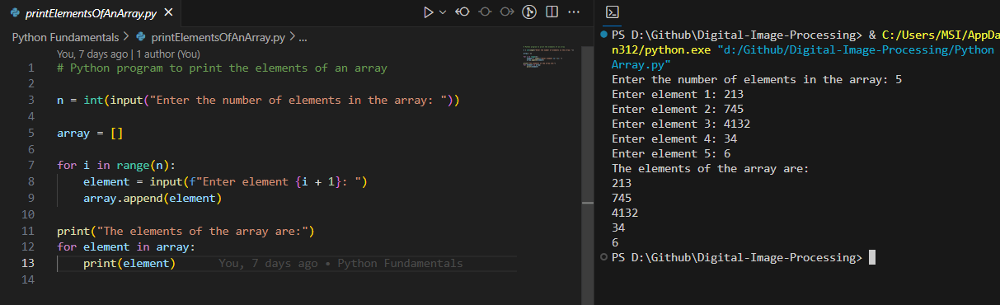 printElementsOfAnArray.py
Python Fundamentals > printElementsOfAnArray.py > ...
You, 7 days ago | 1 author (You)
1 # Python program to print the elements of an array
2
3 n = int(input("Enter the number of elements in the array: "))
4
5 array = []
6
7 for i in range(n):
8 element = input(f"Enter element {i + 1}: ")
9 array.append(element)
10
11 print("The elements of the array are:")
12 for element in array:
13 print(element) You, 7 days ago • Python Fundamentals
14
PS D:\Github\Digital-Image-Processing> & C:/Users/MSI/AppDa
n312/python.exe "d:/Github/Digital-Image-Processing/Python
Array.py"
Enter the number of elements in the array: 5
Enter element 1: 213
Enter element 2: 745
Enter element 3: 4132
Enter element 4: 34
Enter element 5: 6
The elements of the array are:
213
745
4132
34
6
PS D:\Github\Digital-Image-Processing>